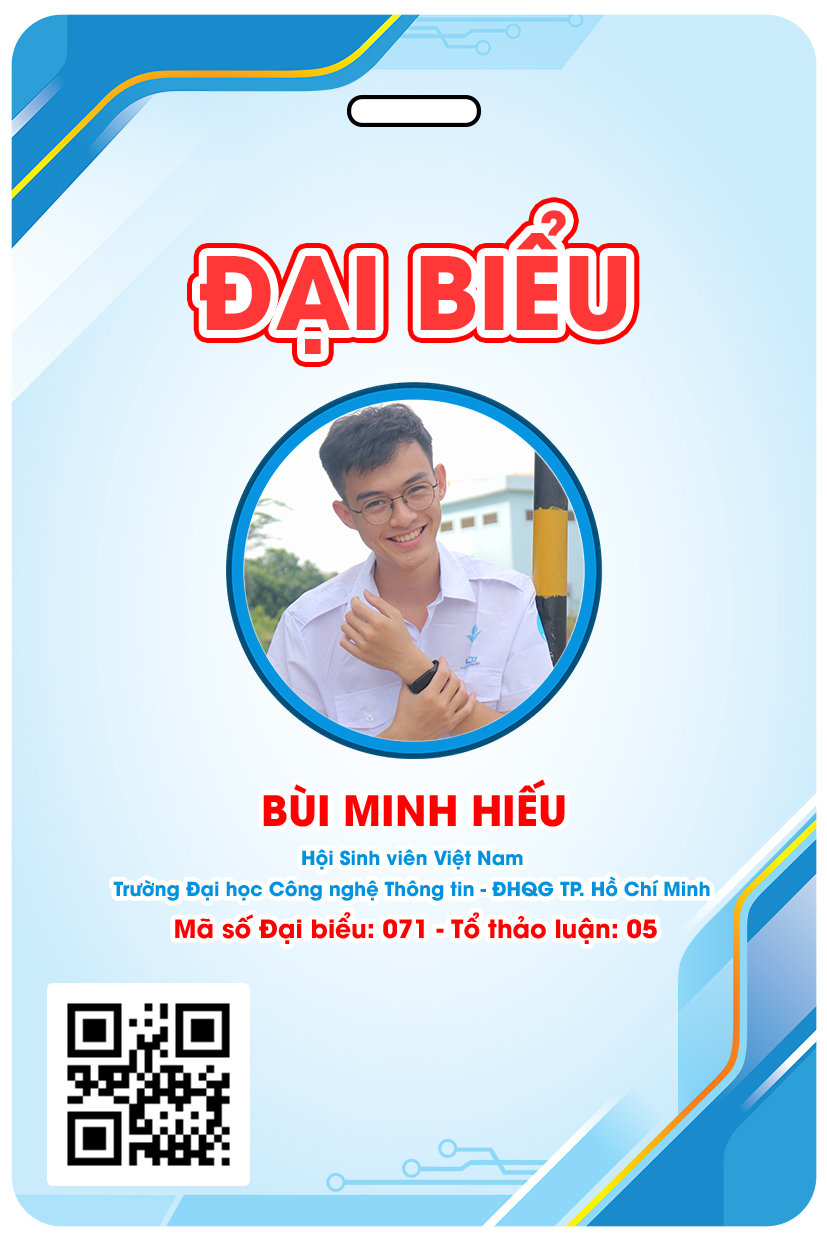 ĐẠI BIỂU
BÙI MINH HIẾU
Hội Sinh viên Việt Nam
Trường Đại học Công nghệ Thông tin - ĐHQG TP. Hồ Chí Minh
Mã số Đại biểu: 071 - Tổ thảo luận: 05